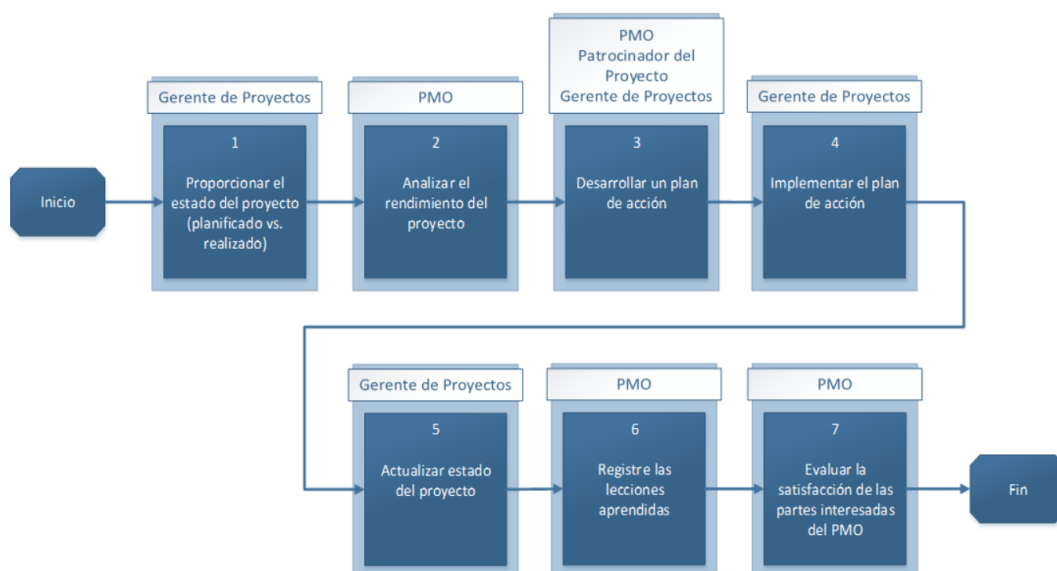 PMO
Patrocinador del
Proyecto
Gerente de Proyectos
Gerente de Proyectos
PMO
Gerente de Proyectos
Inicio
1
Proporcionar el
estado del proyecto
(planificado vs.
realizado)
2
Analizar el
rendimiento del
proyecto
3
Desarrollar un plan
de acción
4
Implementar el plan
de acción
Gerente de Proyectos
PMO
PMO
5
Actualizar estado
del proyecto
6
Registre las
lecciones
aprendidas
7
Evaluar la
satisfacción de las
partes interesadas
del PMO
Fin